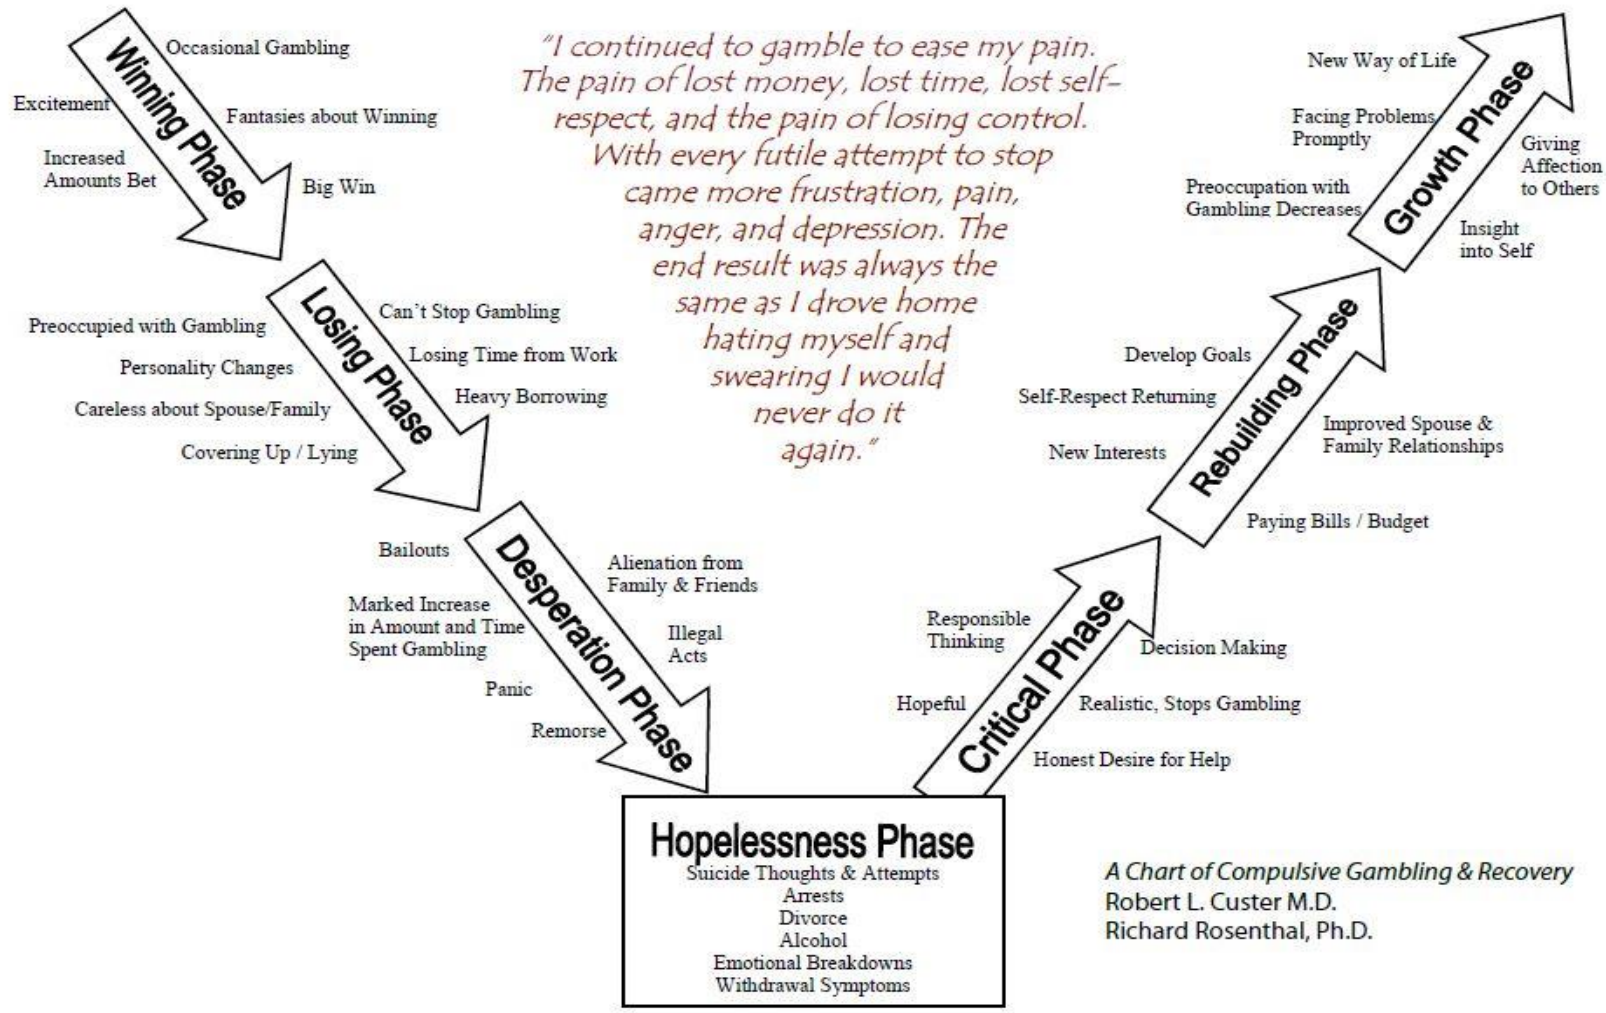 Winning Phase
Occasional Gambling
Excitement
Fantasies about Winning
Increased
Amounts Bet
Big Win
Losing Phase
Can't Stop Gambling
Preoccupied with Gambling
Losing Time from Work
Personality Changes
Heavy Borrowing
Careless about Spouse/Family
Covering Up / Lying
Desperation Phase
Bailouts
Alienation from
Family & Friends
Marked Increase
in Amount and Time
Spent Gambling
Illegal
Acts
Panic
Remorse
Hopelessness Phase
Suicide Thoughts & Attempts
Arrests
Divorce
Alcohol
Emotional Breakdowns
Withdrawal Symptoms
"I continued to gamble to ease my pain.
The pain of lost money, lost time, lost self-
respect, and the pain of losing control.
With every futile attempt to stop
came more frustration, pain,
anger, and depression. The
end result was always the
same as I drove home
hating myself and
swearing I would
never do it
again."
Critical Phase
Honest Desire for Help
Hopeful
Realistic, Stops Gambling
Responsible
Thinking
Decision Making
Rebuilding Phase
Paying Bills / Budget
New Interests
Improved Spouse &
Family Relationships
Self-Respect Returning
Develop Goals
Growth Phase
Insight
into Self
Preoccupation with
Gambling Decreases
Giving
Affection
to Others
Facing Problems
Promptly
New Way of Life
A Chart of Compulsive Gambling & Recovery
Robert L. Custer M.D.
Richard Rosenthal, Ph.D.